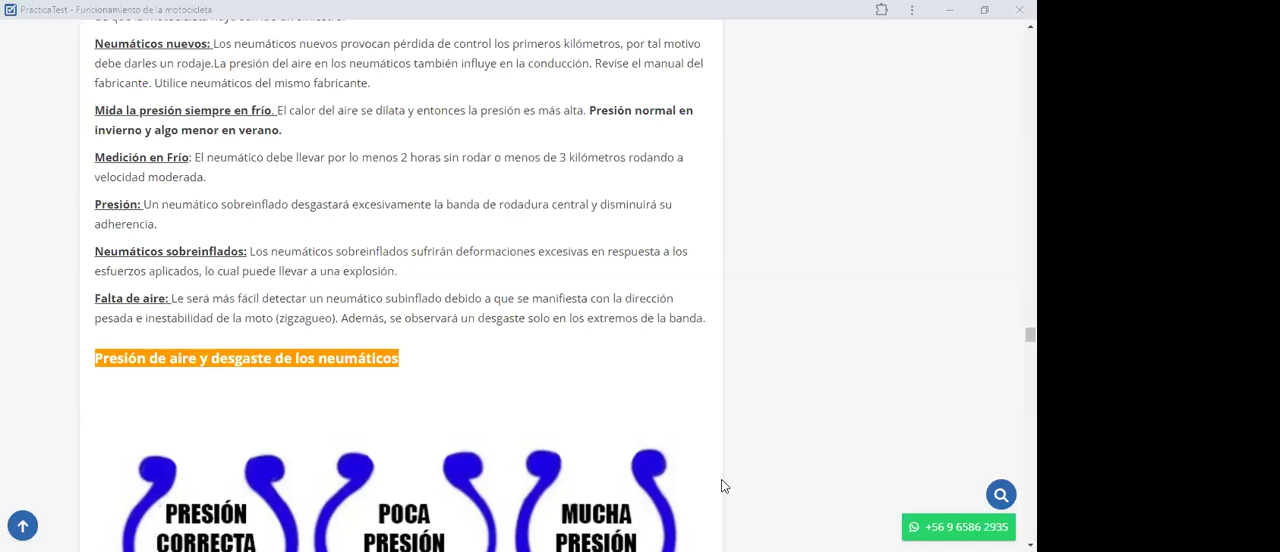 PracticaTest - Funcionamiento de la motocicleta
Neumáticos nuevos: Los neumáticos nuevos provocan pérdida de control los primeros kilómetros, por tal motivo
debe darles un rodaje.La presión del aire en los neumáticos también influye en la conducción. Revise el manual del
fabricante. Utilice neumáticos del mismo fabricante.
Mida la presión siempre en frío. El calor del aire se dilata y entonces la presión es más alta. Presión normal en
invierno y algo menor en verano.
Medición en Frío: El neumático debe llevar por lo menos 2 horas sin rodar o menos de 3 kilómetros rodando a
velocidad moderada.
Presión: Un neumático sobreinflado desgastará excesivamente la banda de rodadura central y disminuirá su
adherencia.
Neumáticos sobreinflados: Los neumáticos sobreinflados sufrirán deformaciones excesivas en respuesta a los
esfuerzos aplicados, lo cual puede llevar a una explosión.
Falta de aire: Le será más fácil detectar un neumático subinflado debido a que se manifiesta con la dirección
pesada e inestabilidad de la moto (zigzagueo). Además, se observará un desgaste solo en los extremos de la banda.
Presión de aire y desgaste de los neumáticos
PRESIÓN CORRECTA
POCA PRESIÓN
MUCHA PRESIÓN
+56 9 6586 2935